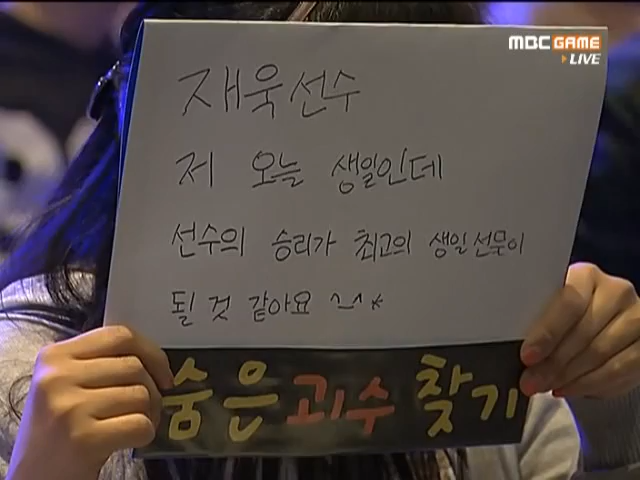 MBC GAME
LIVE
재욱선수
저 오늘 생일인데
선수의 승리가 최고의 생일선물이
될 것 같아요 ^_^*
숨은 괴수 찾기